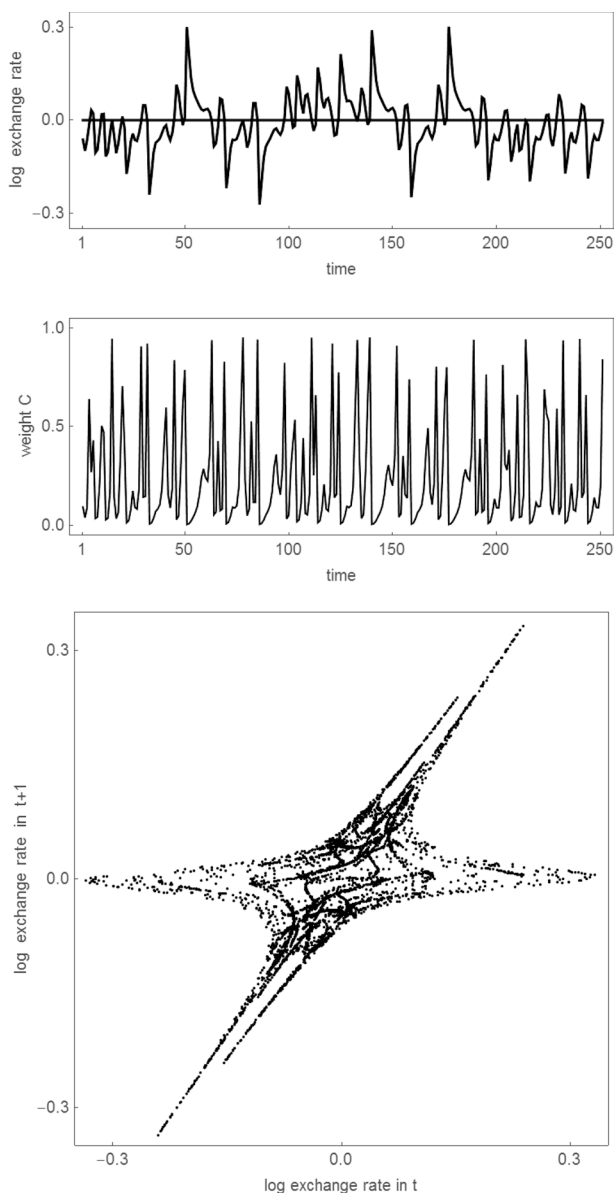 0.3
0.0
−0.3
log exchange rate
1 50 100 150 200 250
time
1.0
0.5
0.0
weight C
1 50 100 150 200 250
time
0.3
0.0
−0.3
log exchange rate in t+1
−0.3 0.0 0.3
log exchange rate in t